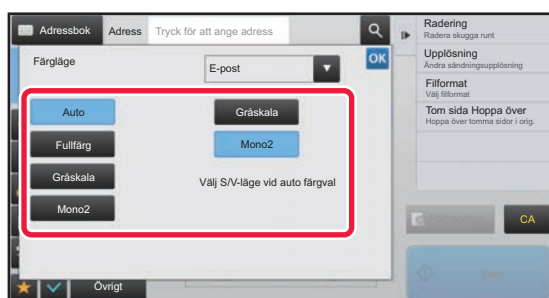 Adressbok
Adress
Tryck för att ange adress
Färgläge
E-post
OK
Auto
Fullfärg
Gråskala
Mono2
Gråskala
Mono2
Välj S/V-läge vid auto färgval
Övrigt
Radering
Radera skugga runt
Upplösning
Ändra sändningsupplösning
Filformat
Välj filformat
Tom sida Hoppa över
Hoppa över tomma sidor i orig.
CA
Start